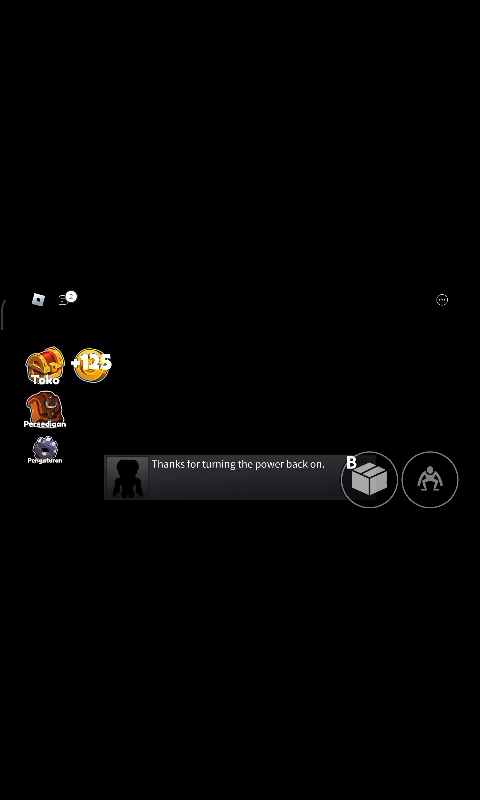 +125
Toko
Persediaan
Pengaturan
Thanks for turning the power back on.
B